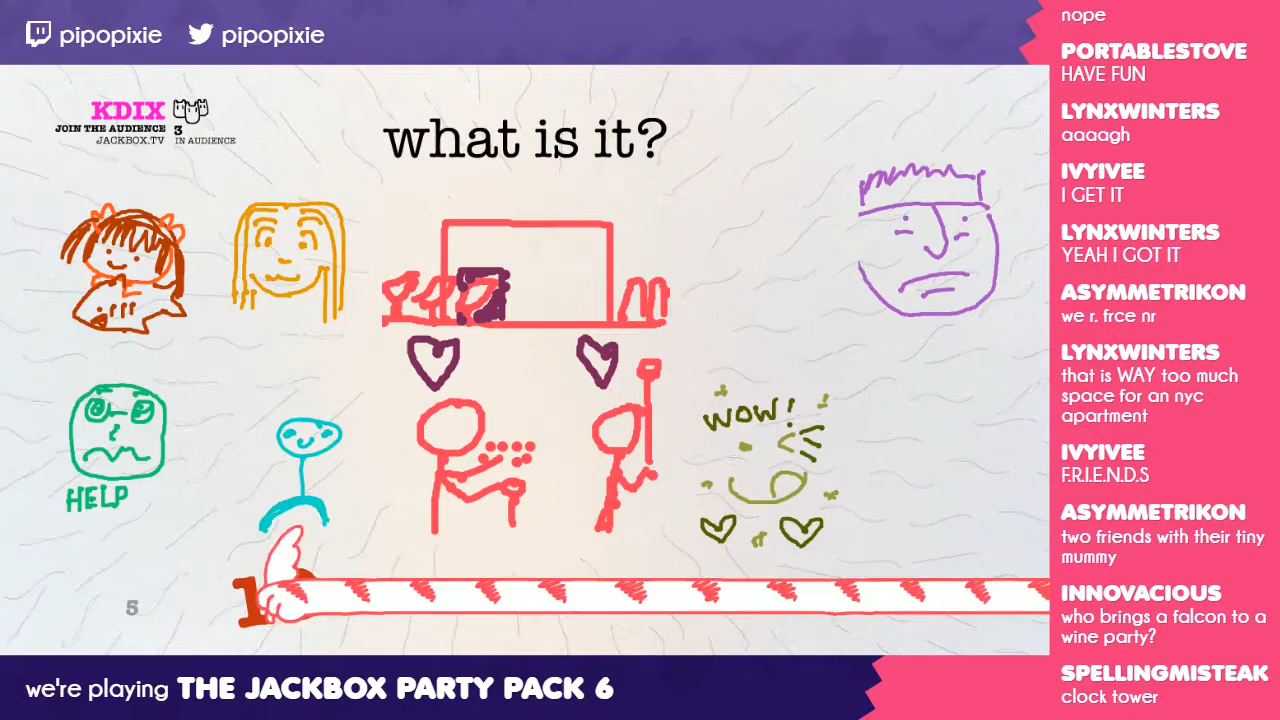 pipopixie pipopixie
KDIX
JOIN THE AUDIENCE
JACKBOX.TV
3
IN AUDIENCE
what is it?
WOW!
HELP
5
we're playing THE JACKBOX PARTY PACK 6
nope
PORTABLESTOVE
HAVE FUN
LYNXWINTERS
aaaagh
IVYIVEE
I GET IT
LYNXWINTERS
YEAH I GOT IT
ASYMMETRIKON
we r. frce nr
LYNXWINTERS
that is WAY too much
space for an nyc
apartment
IVYIVEE
F.R.I.E.N.D.S
ASYMMETRIKON
two friends with their tiny
mummy
INNOVACIOUS
who brings a falcon to a
wine party?
SPELLINGMISTEAK
clock tower